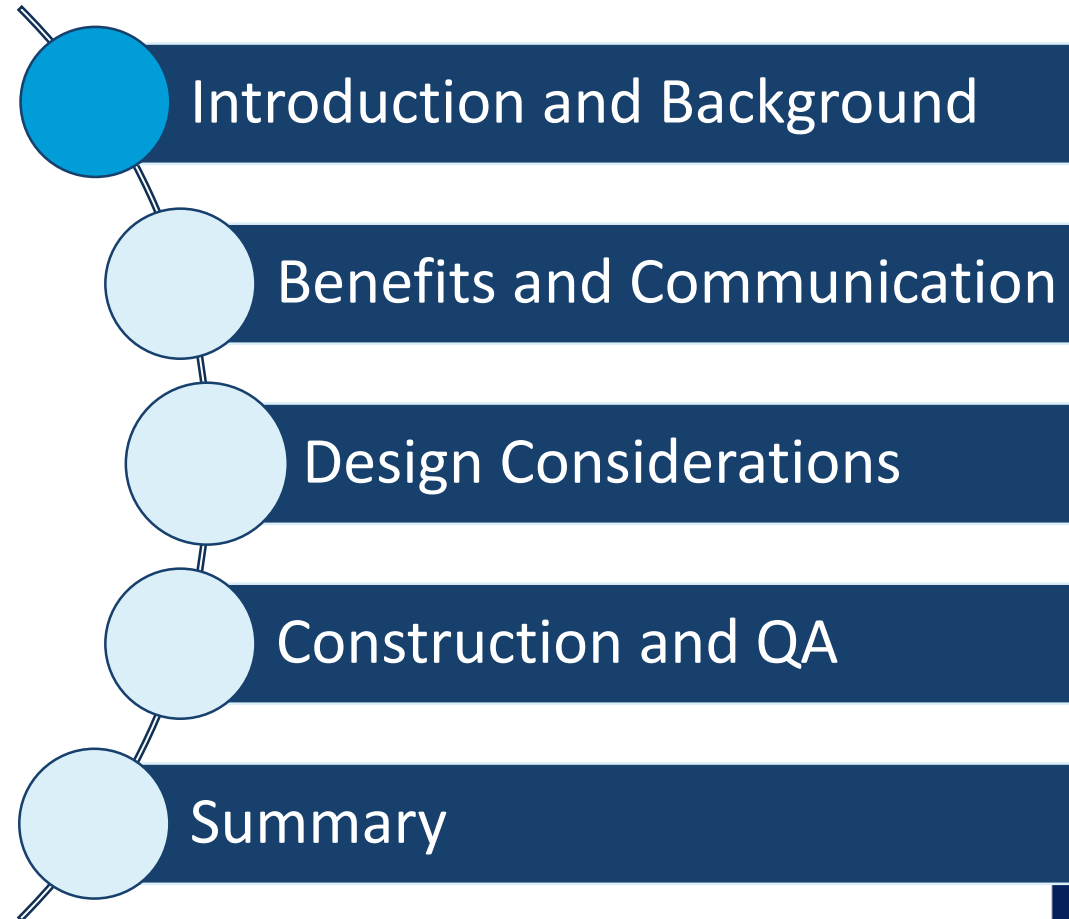 Introduction and Background
Benefits and Communication
Design Considerations
Construction and QA
Summary